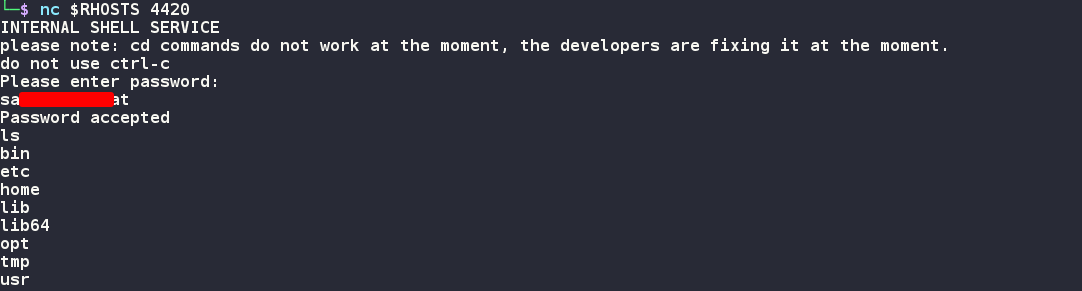 └─$ nc $RHOSTS 4420
INTERNAL SHELL SERVICE
please note: cd commands do not work at the moment, the developers are fixing it at the moment.
do not use ctrl-c
Please enter password:
sa at
Password accepted
ls
bin
etc
home
lib
lib64
opt
tmp
usr